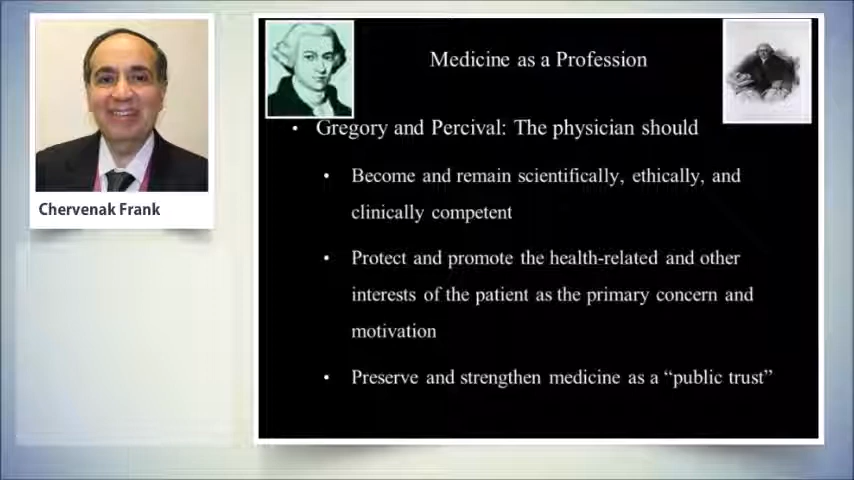 Chervenak Frank
Medicine as a Profession
• Gregory and Percival: The physician should
• Become and remain scientifically, ethically, and
clinically competent
• Protect and promote the health-related and other
interests of the patient as the primary concern and
motivation
• Preserve and strengthen medicine as a “public trust”